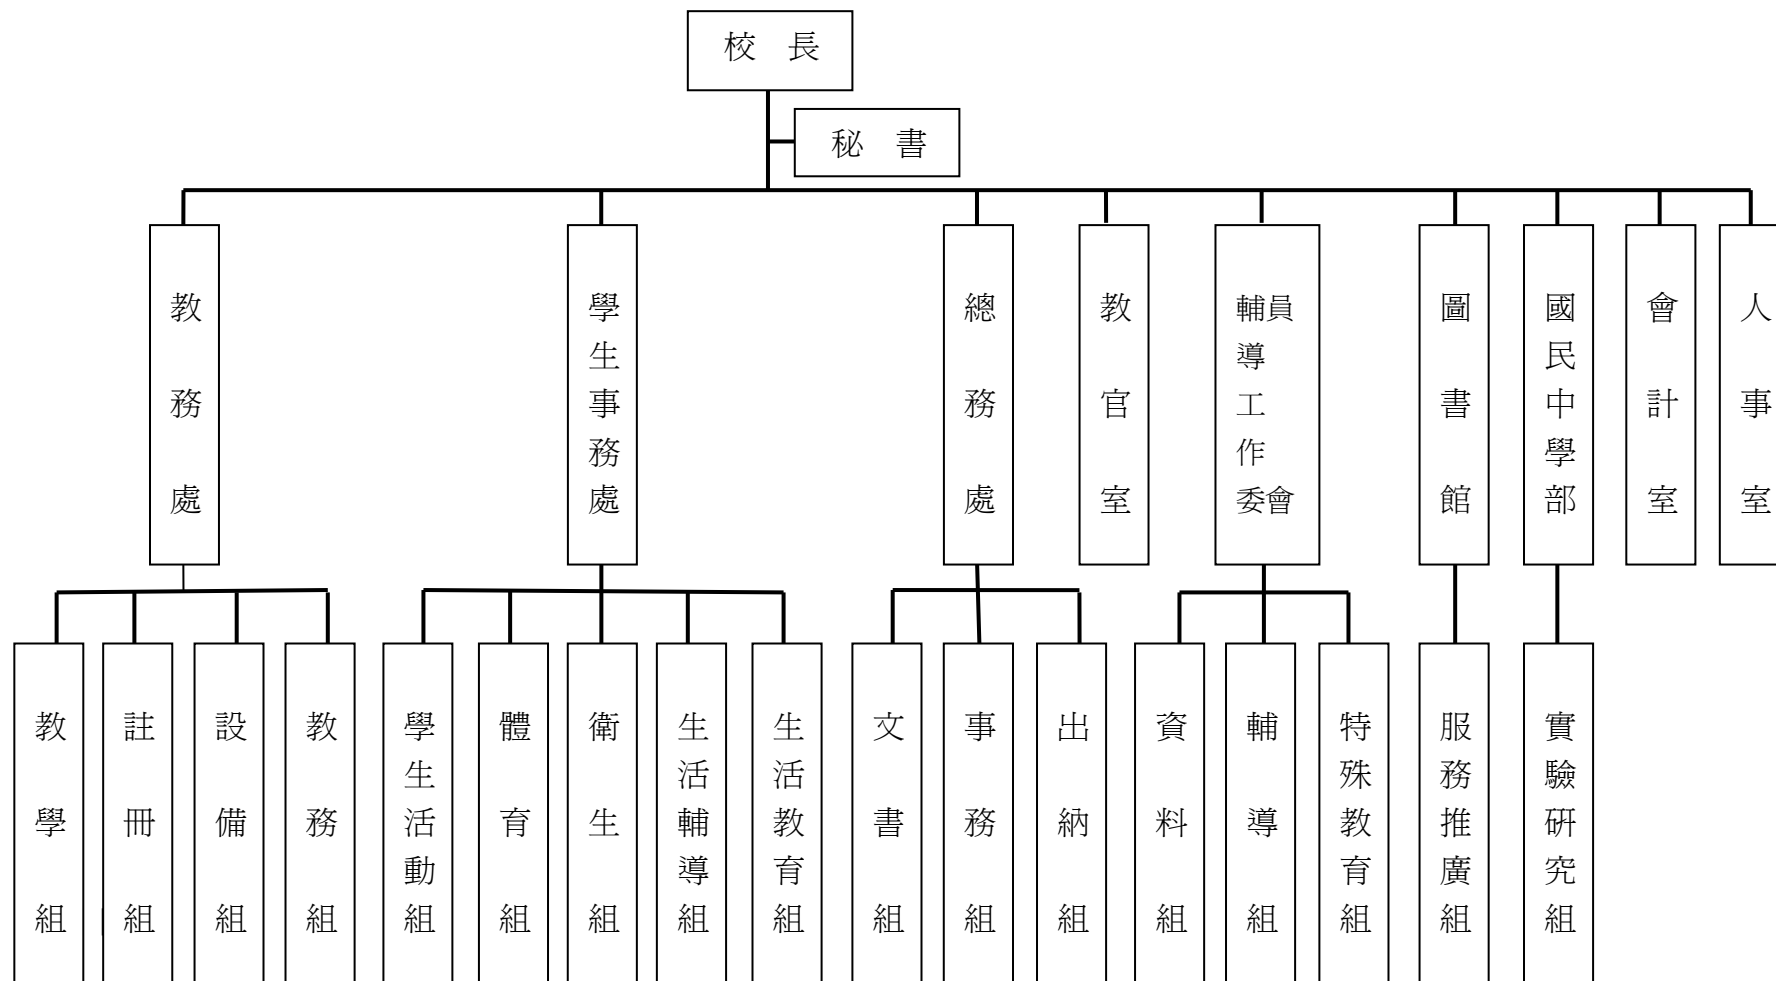 校 長
秘 書
教務處
學生事務處
總務處
教官室
輔導工作委員會
圖書館
國民中學部
會計室
人事室
教學組
註冊組
設備組
教務組
學生活動組
體育組
衛生組
生活輔導組
生活教育組
文書組
事務組
出納組
資料組
輔導組
特殊教育組
服務推廣組
實驗研究組